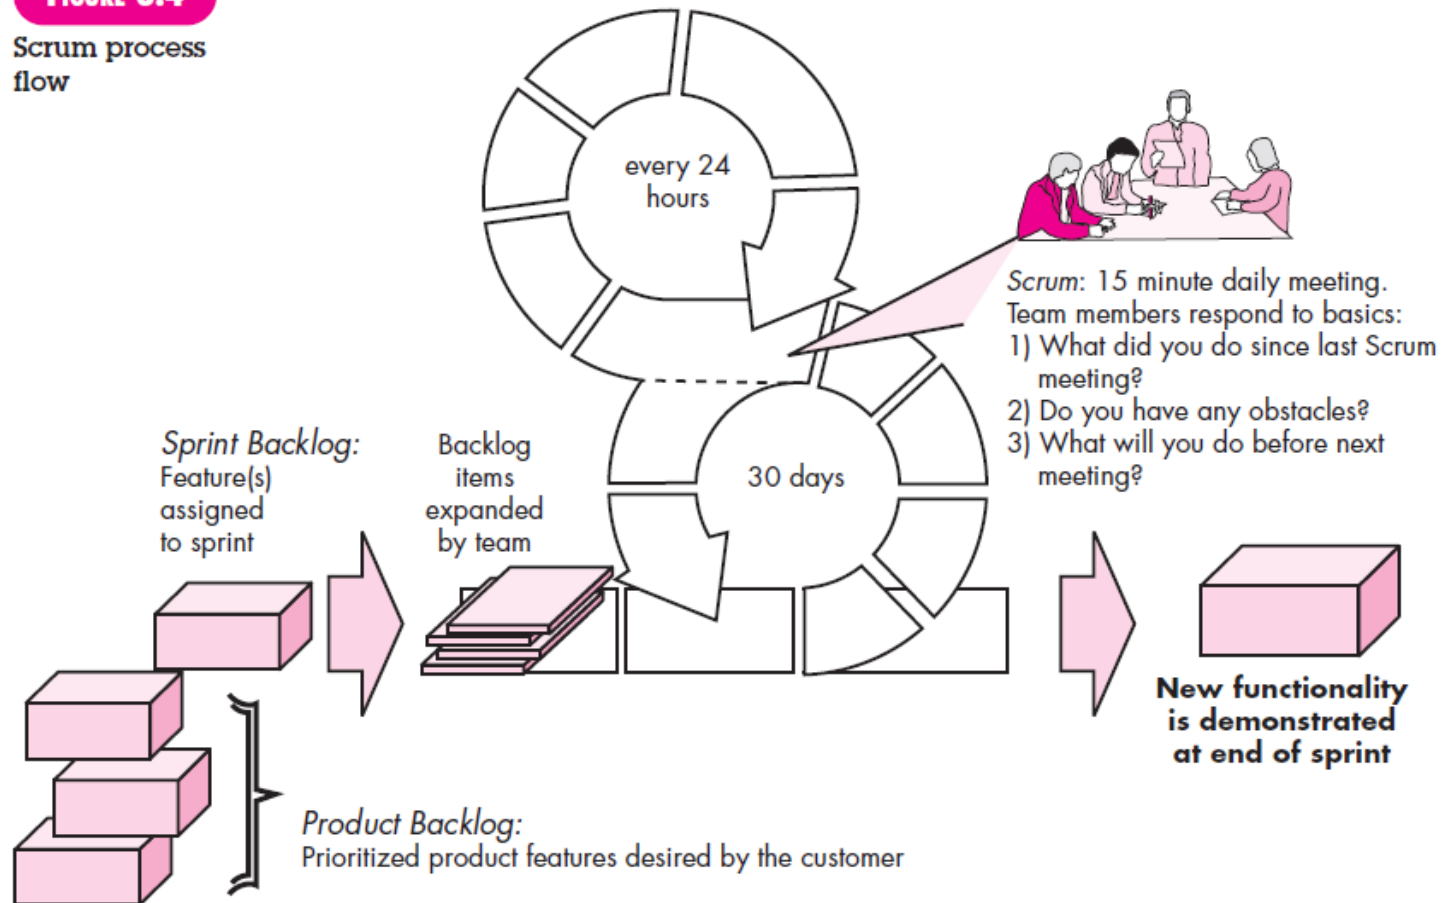 Scrum process
flow
every 24
hours
Scrum: 15 minute daily meeting.
Team members respond to basics:
1) What did you do since last Scrum
meeting?
2) Do you have any obstacles?
3) What will you do before next
meeting?
Sprint Backlog:
Feature(s)
assigned
to sprint
Backlog
items
expanded
by team
30 days
New functionality
is demonstrated
at end of sprint
Product Backlog:
Prioritized product features desired by the customer